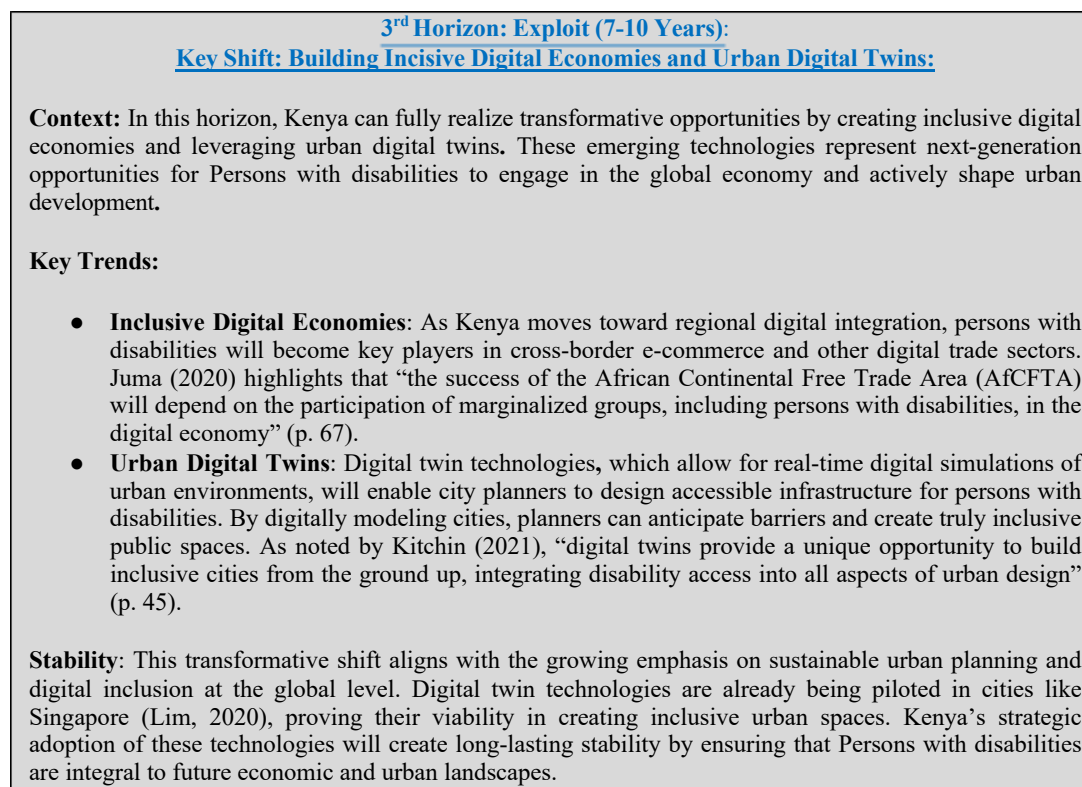 3rd Horizon: Exploit (7-10 Years):
Key Shift: Building Incisive Digital Economies and Urban Digital Twins:
Context: In this horizon, Kenya can fully realize transformative opportunities by creating inclusive digital
economies and leveraging urban digital twins. These emerging technologies represent next-generation
opportunities for Persons with disabilities to engage in the global economy and actively shape urban
development.
Key Trends:
● Inclusive Digital Economies: As Kenya moves toward regional digital integration, persons with
disabilities will become key players in cross-border e-commerce and other digital trade sectors.
Juma (2020) highlights that “the success of the African Continental Free Trade Area (AfCFTA)
will depend on the participation of marginalized groups, including persons with disabilities, in the
digital economy” (p. 67).
● Urban Digital Twins: Digital twin technologies, which allow for real-time digital simulations of
urban environments, will enable city planners to design accessible infrastructure for persons with
disabilities. By digitally modeling cities, planners can anticipate barriers and create truly inclusive
public spaces. As noted by Kitchin (2021), “digital twins provide a unique opportunity to build
inclusive cities from the ground up, integrating disability access into all aspects of urban design”
(p. 45).
Stability: This transformative shift aligns with the growing emphasis on sustainable urban planning and
digital inclusion at the global level. Digital twin technologies are already being piloted in cities like
Singapore (Lim, 2020), proving their viability in creating inclusive urban spaces. Kenya’s strategic
adoption of these technologies will create long-lasting stability by ensuring that Persons with disabilities
are integral to future economic and urban landscapes.